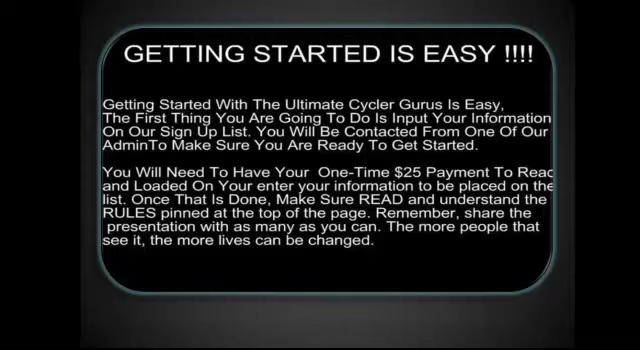 GETTING STARTED IS EASY !!!!
Getting Started With The Ultimate Cycler Gurus Is Easy,
The First Thing You Are Going To Do Is Input Your Information
On Our Sign Up List. You Will Be Contacted From One Of Our
AdminTo Make Sure You Are Ready To Get Started.
You Will Need To Have Your One-Time $25 Payment To Reac
and Loaded On Your enter your information to be placed on the
list. Once That Is Done, Make Sure READ and understand the
RULES pinned at the top of the page. Remember, share the
presentation with as many as you can. The more people that
see it, the more lives can be changed.